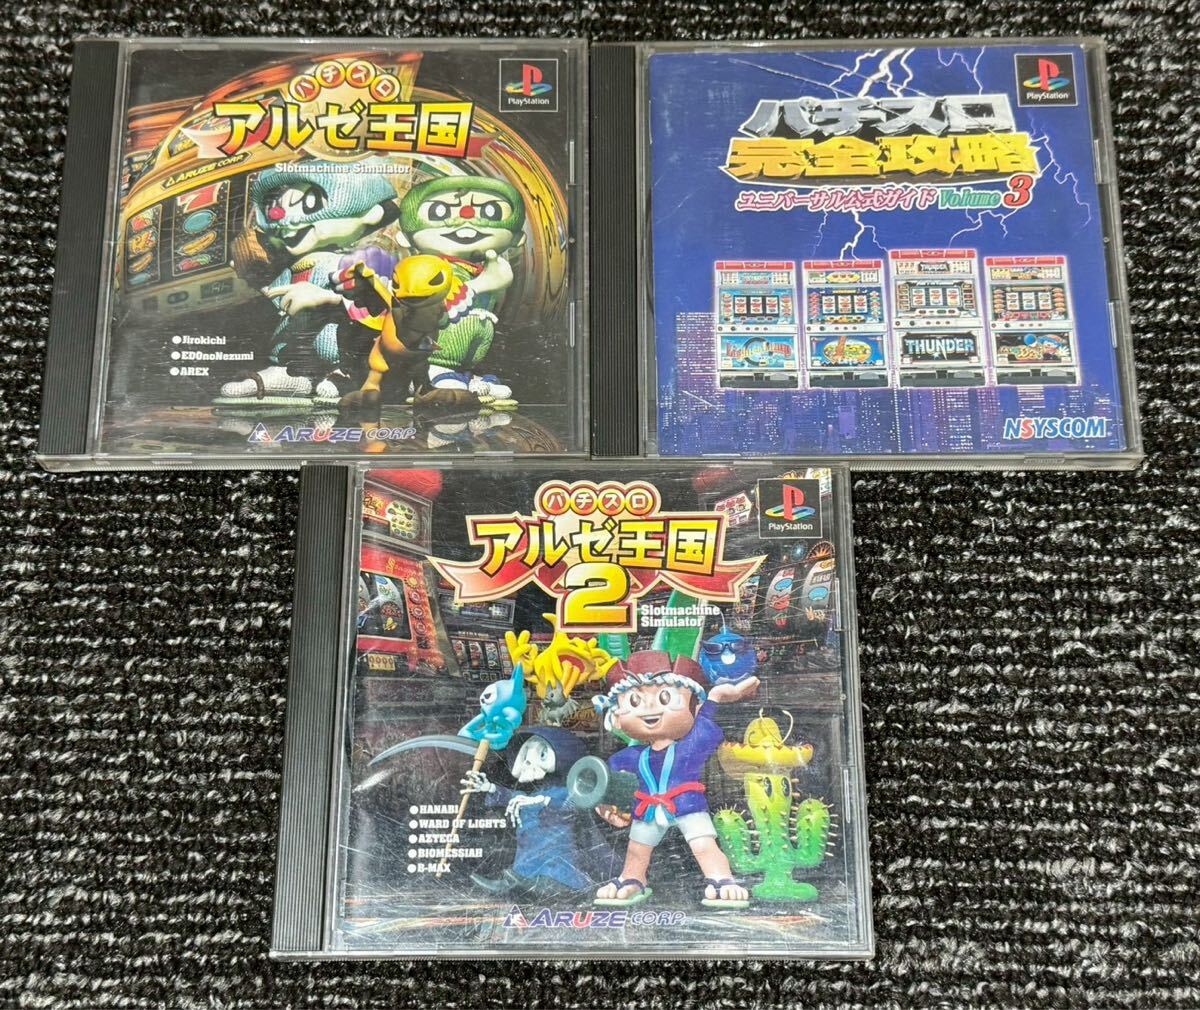 パチスロ
アルゼ王国
Slotmachine Simulator
ARUZE CORP.
PlayStation
●Jirokichi
●EDOnoNezumi
●AREX
ARUZE CORP.
PlayStation
パチスロ
完全攻略
ユニバーサル公式ガイド Volume 3
THUNDER
THUNDER
NSYSCOM
パチスロ
アルゼ王国
2
Slotmachine
Simulator
PlayStation
●HANABI
●WARD OF LIGHTS
●AZTECA
●BIOMESSIAH
●B-MAX
ARUZE CORP.